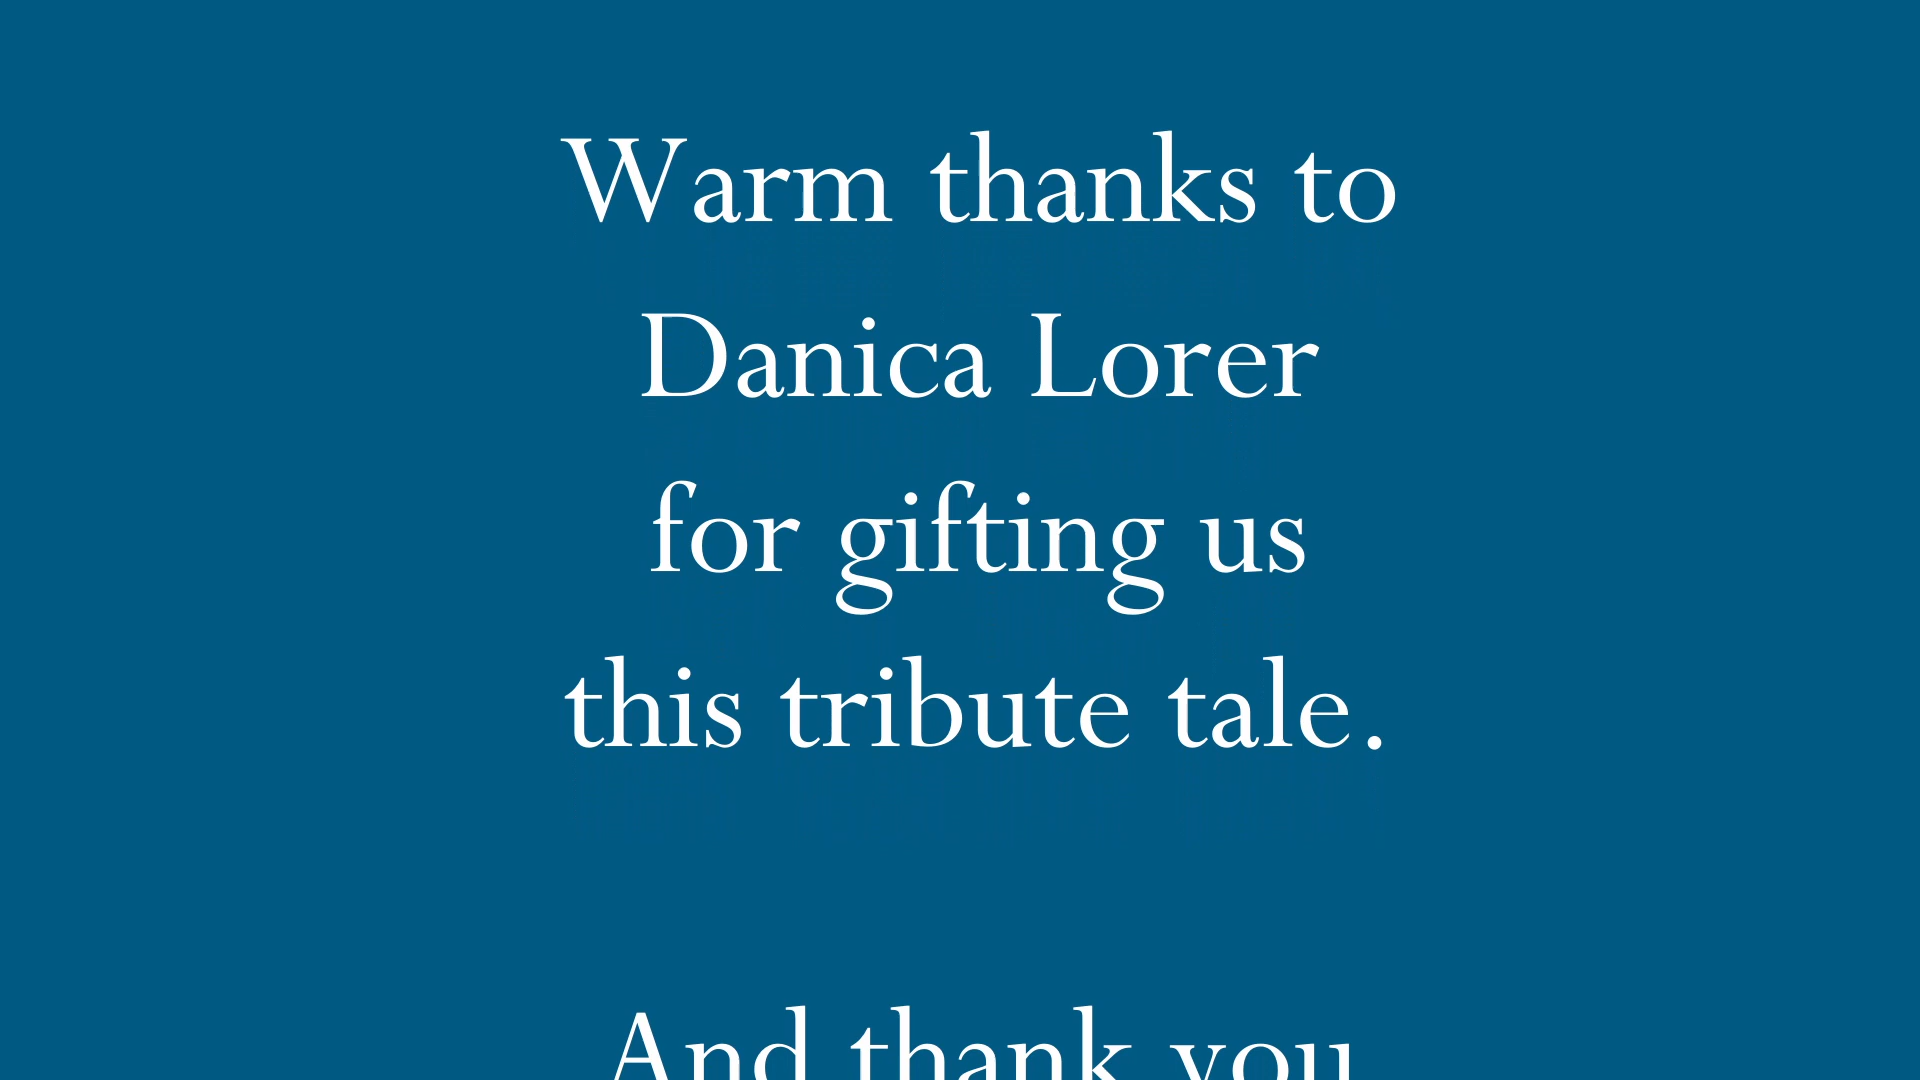 Warm thanks to
Danica Lorer
for gifting us
this tribute tale.
And thank you